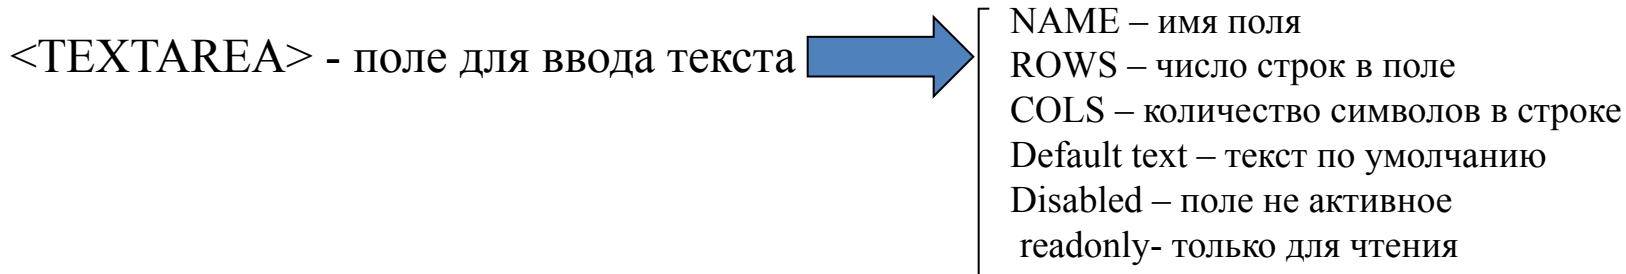 <TEXTAREA> - поле для ввода текста
NAME – имя поля
ROWS – число строк в поле
COLS – количество символов в строке
Default text – текст по умолчанию
Disabled – поле не активное
readonly- только для чтения